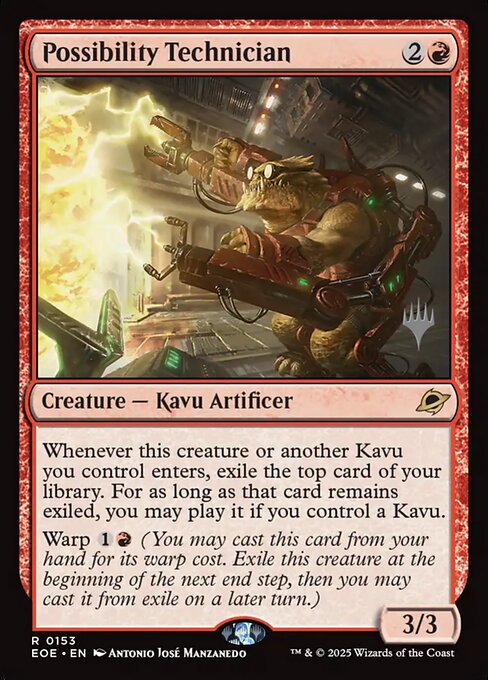 Possibility Technician 2
Creature — Kavu Artificer
Whenever this creature or another Kavu
you control enters, exile the top card of your
library. For as long as that card remains
exiled, you may play it if you control a Kavu.
Warp 1 (You may cast this card from your
hand for its warp cost. Exile this creature at the
beginning of the next end step, then you may
cast it from exile on a later turn.)
3/3
R 0153
EOE • EN Antonio José Manzanedo ™ & © 2025 Wizards of the Coast